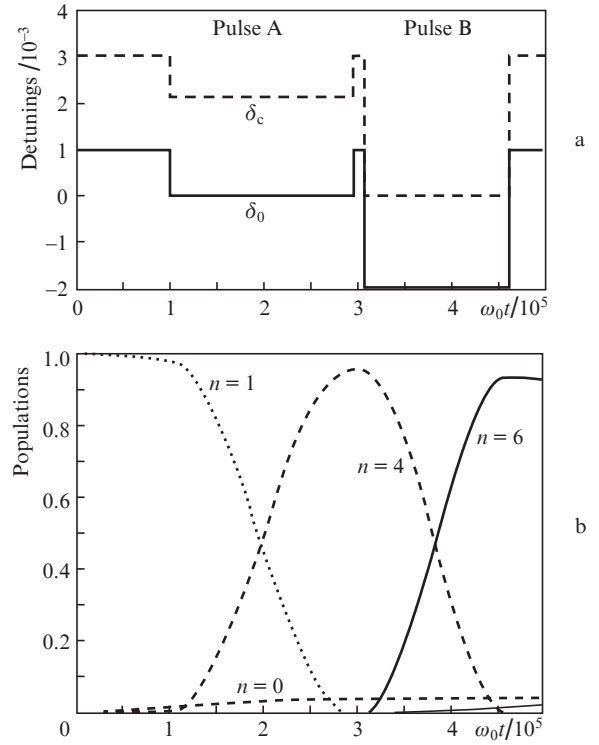 Pulse A Pulse B
Detunings /10⁻³
4
3
2
1
0
−1
−2
δc
δ0
0 1 2 3 4 ω0t/10⁵
a
Populations
1.0
0.8
0.6
0.4
0.2
n = 1
n = 4
n = 6
n = 0
0 1 2 3 4 ω0t/10⁵
b